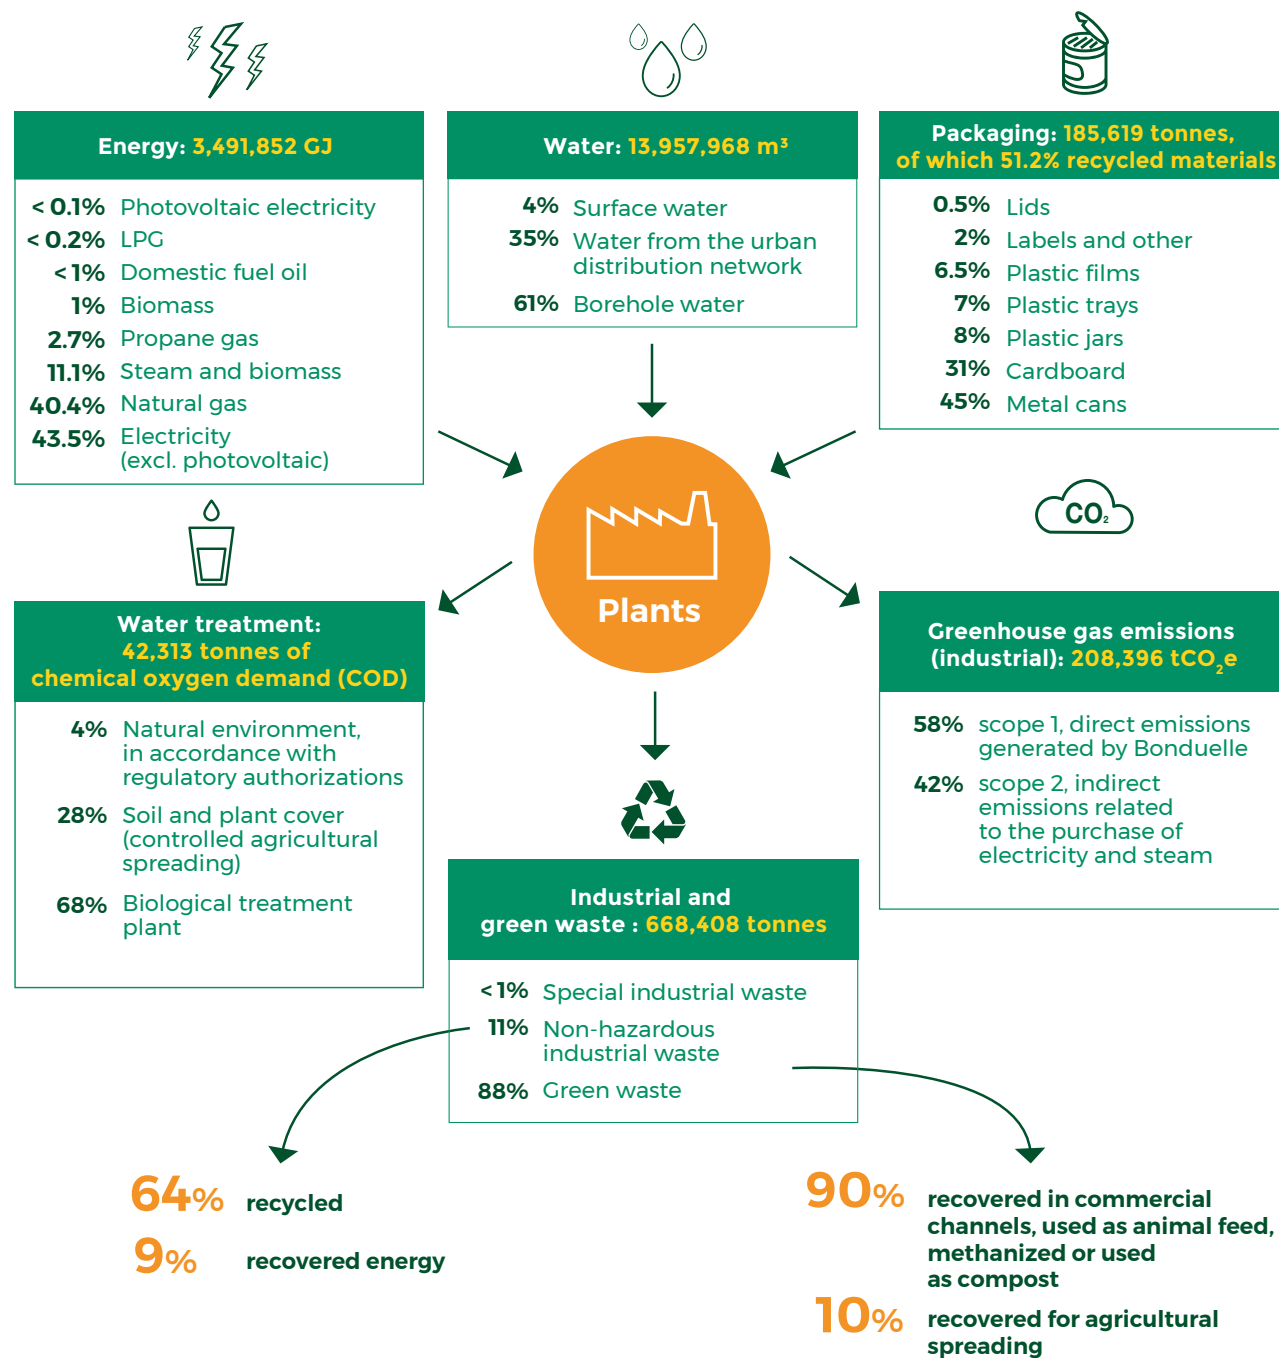 Energy: 3,491,852 GJ
< 0.1% Photovoltaic electricity
< 0.2% LPG
< 1% Domestic fuel oil
1% Biomass
2.7% Propane gas
11.1% Steam and biomass
40.4% Natural gas
43.5% Electricity
(excl. photovoltaic)
Water: 13,957,968 m³
4% Surface water
35% Water from the urban
distribution network
61% Borehole water
Packaging: 185,619 tonnes,
of which 51.2% recycled materials
0.5% Lids
2% Labels and other
6.5% Plastic films
7% Plastic trays
8% Plastic jars
31% Cardboard
45% Metal cans
Plants
Water treatment:
42,313 tonnes of
chemical oxygen demand (COD)
4% Natural environment,
in accordance with
regulatory authorizations
28% Soil and plant cover
(controlled agricultural
spreading)
68% Biological treatment
plant
CO₂
Greenhouse gas emissions
(industrial): 208,396 tCO₂e
58% scope 1, direct emissions
generated by Bonduelle
42% scope 2, indirect
emissions related
to the purchase of
electricity and steam
Industrial and
green waste : 668,408 tonnes
< 1% Special industrial waste
11% Non-hazardous
industrial waste
88% Green waste
64% recycled
9% recovered energy
90% recovered in commercial
channels, used as animal feed,
methanized or used
as compost
10% recovered for agricultural
spreading